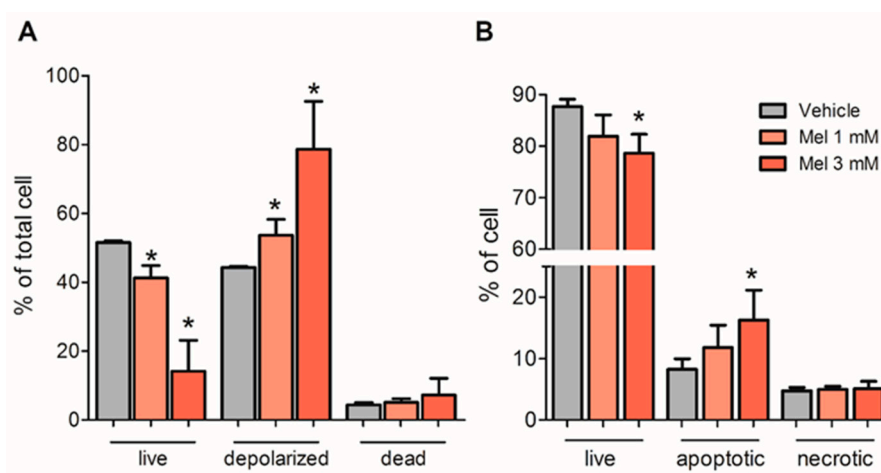 A
% of total cell
100
80
60
40
20
0
*
*
*
*
live
depolarized
dead
B
% of cell
90
80
70
60
20
10
0
*
*
Vehicle
Mel 1 mM
Mel 3 mM
live
apoptotic
necrotic